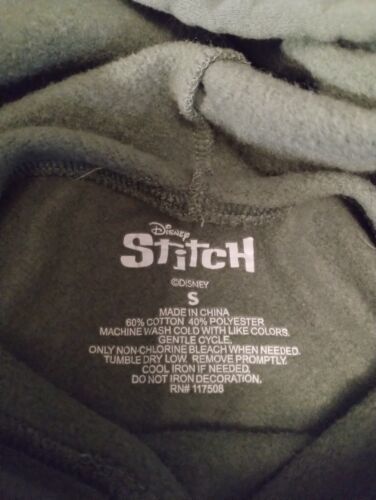 Disney
Stitch
©DISNEY
S
MADE IN CHINA
60% COTTON 40% POLYESTER
MACHINE WASH COLD WITH LIKE COLORS.
GENTLE CYCLE.
ONLY NON-CHLORINE BLEACH WHEN NEEDED.
TUMBLE DRY LOW. REMOVE PROMPTLY.
COOL IRON IF NEEDED.
DO NOT IRON DECORATION.
RN# 117508